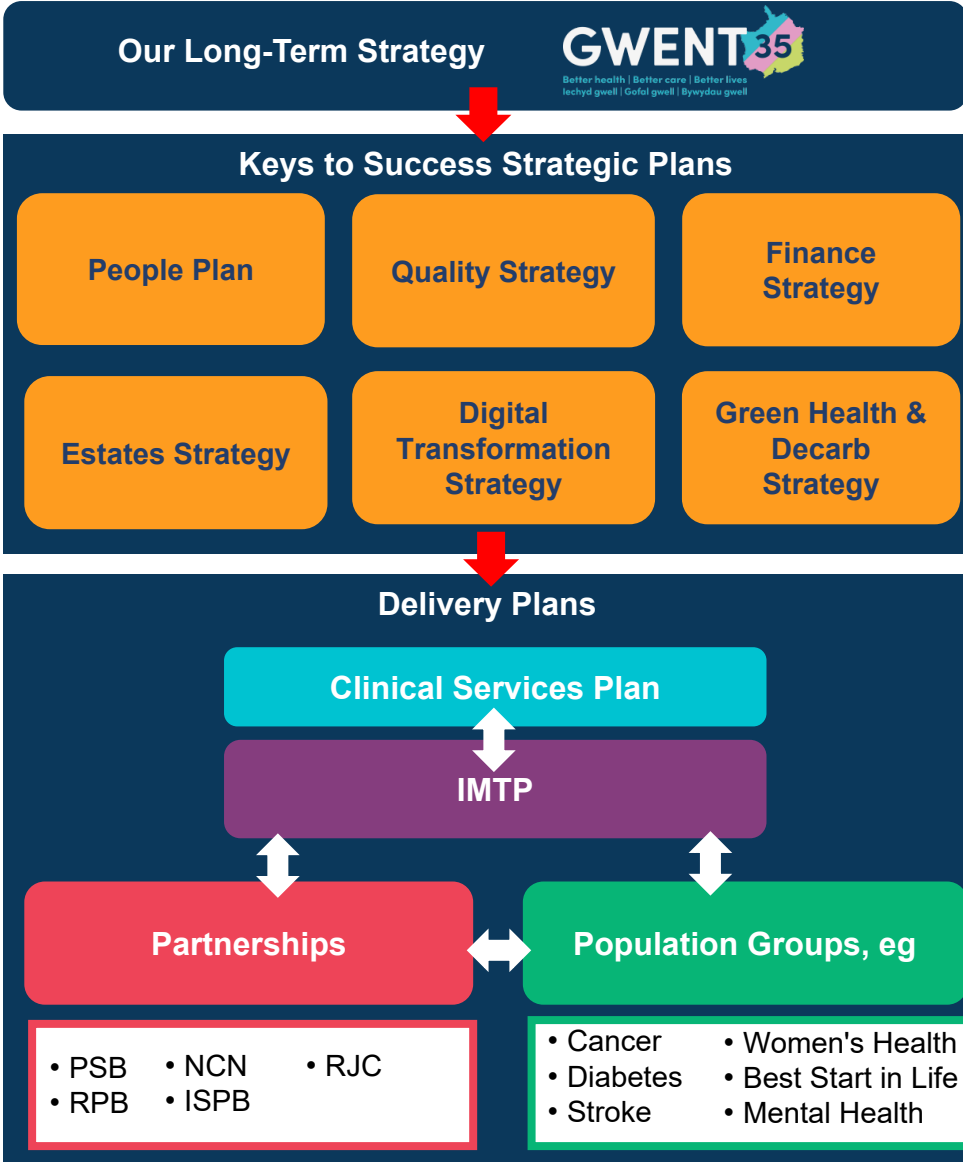 Our Long-Term Strategy
GWENT 35
Better health | Better care | Better lives
Iechyd gwell | Gofal gwell | Bywydau gwell
Keys to Success Strategic Plans
People Plan
Quality Strategy
Finance
Strategy
Estates Strategy
Digital
Transformation
Strategy
Green Health &
Decarb
Strategy
Delivery Plans
Clinical Services Plan
IMTP
Partnerships
Population Groups, eg
• PSB
• RPB
• NCN
• ISPB
• RJC
• Cancer
• Diabetes
• Stroke
• Women's Health
• Best Start in Life
• Mental Health